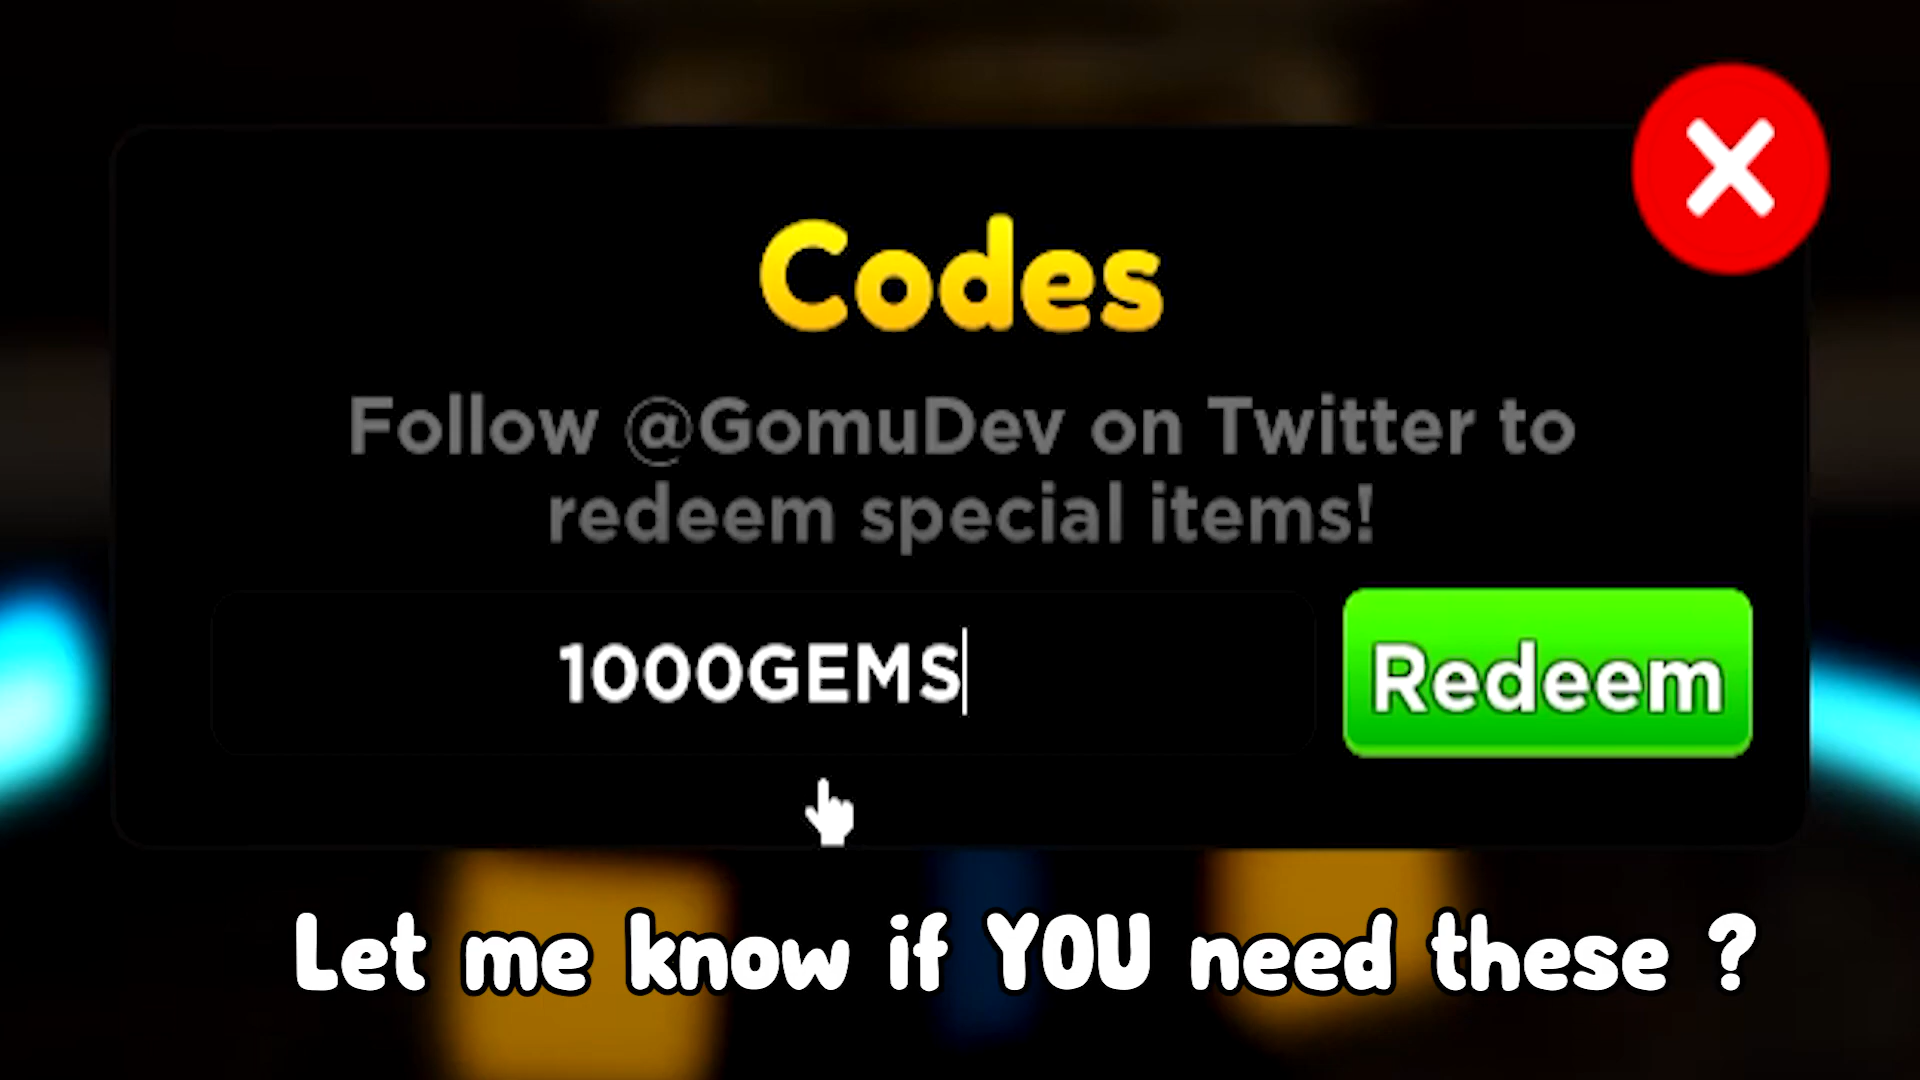 Codes
Follow @GomuDev on Twitter to
redeem special items!
1000GEMS
Redeem
Let me know if YOU need these ?